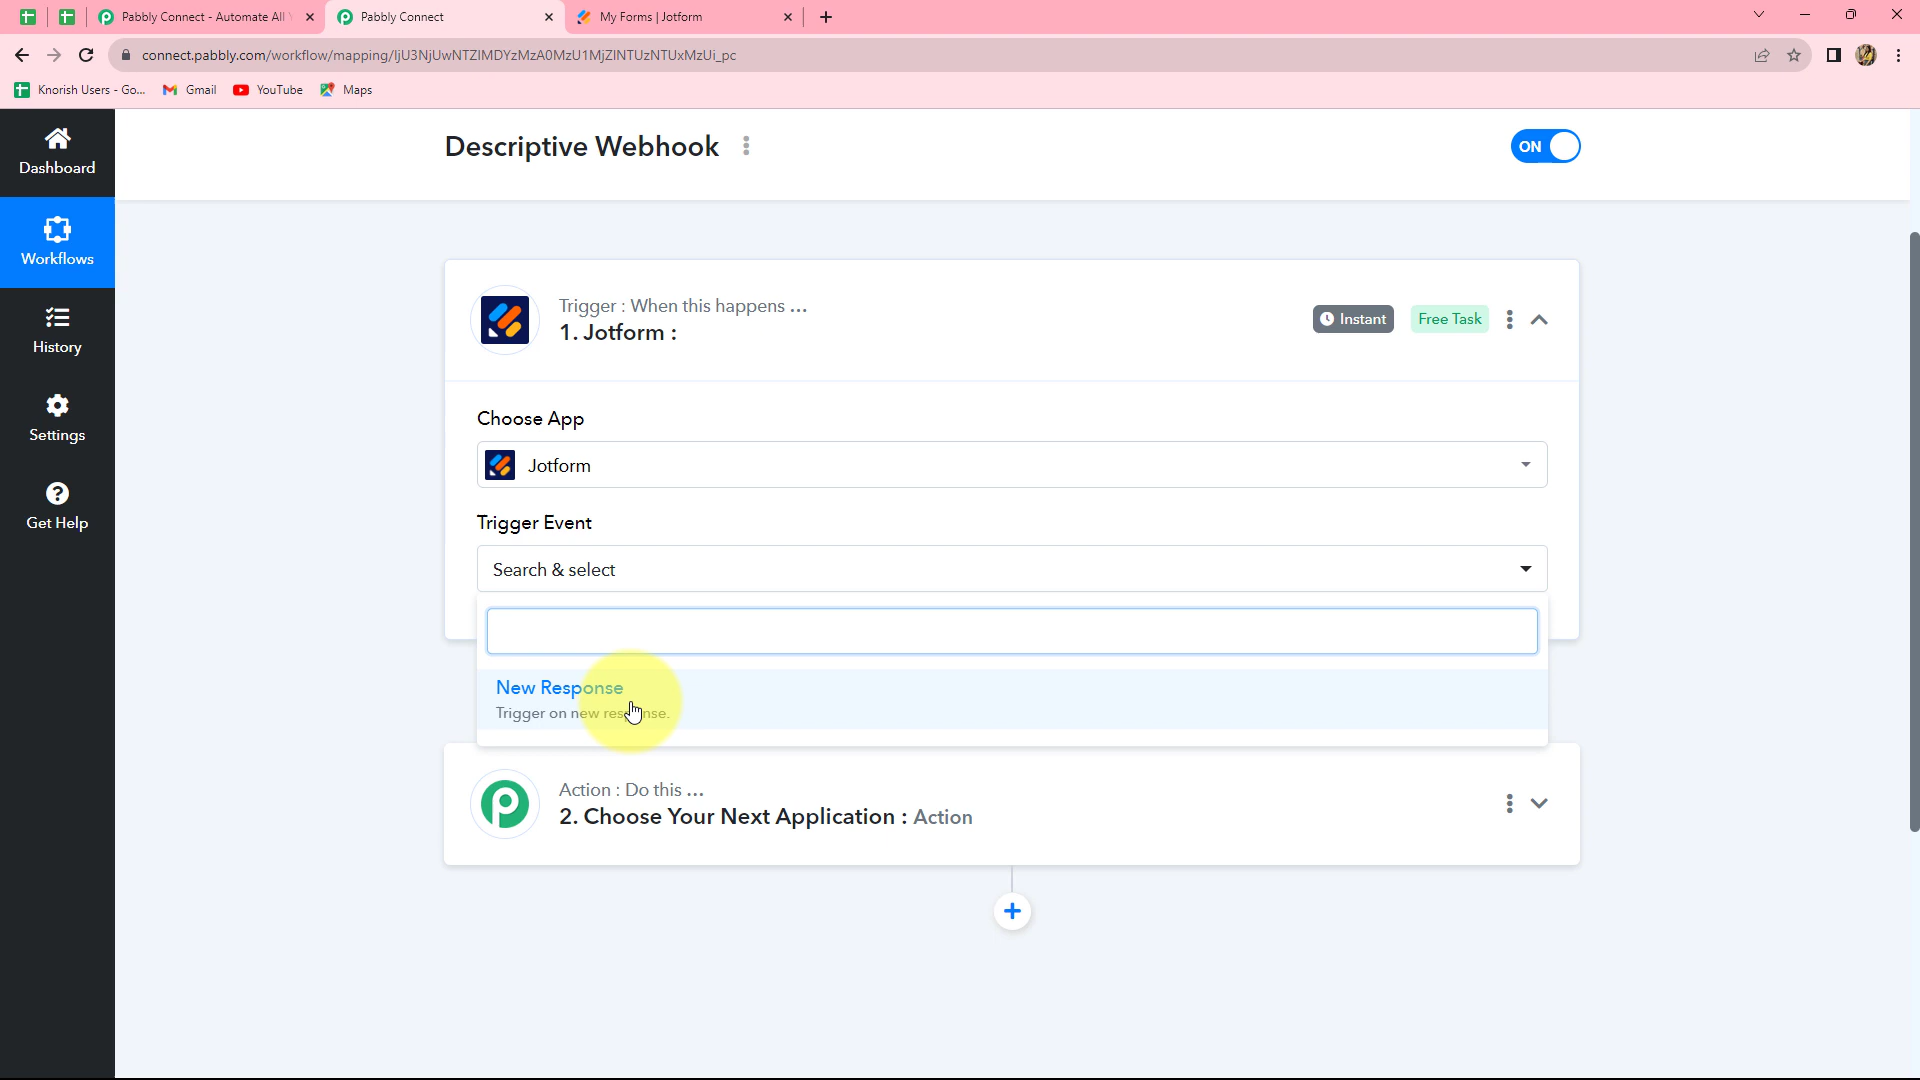 Pabbly Connect - Automate All
Pabbly Connect
My Forms | Jotform
connect.pabbly.com/workflow/mapping/IjU3NjUwNTZlMDYzMzA0MzU1MjZlNTUzNTUxMzUi_pc
Knorish Users - Go...
Gmail
YouTube
Maps
Dashboard
Workflows
History
Settings
Get Help
Descriptive Webhook
ON
Trigger : When this happens ...
1. Jotform :
Instant
Free Task
Choose App
Jotform
Trigger Event
Search & select
New Response
Trigger on new response.
Action : Do this ...
2. Choose Your Next Application : Action